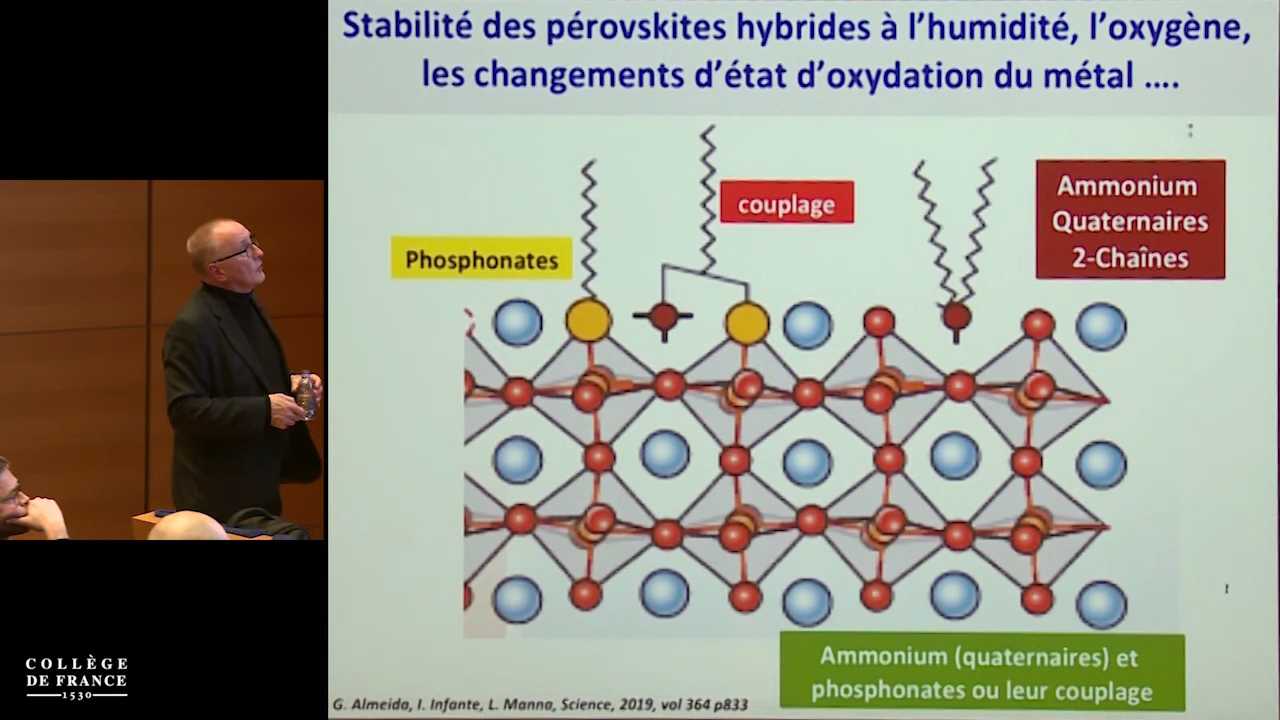 Stabilité des pérovskites hybrides à l'humidité, l'oxygène,
les changements d'état d'oxydation du métal ....
couplage
Phosphonates
Ammonium
Quaternaires
2-Chaînes
Ammonium (quaternaires) et
phosphonates ou leur couplage
G. Almeida, I. Infante, L. Manna, Science, 2019, vol 364 p833
COLLÈGE
DE FRANCE
1530